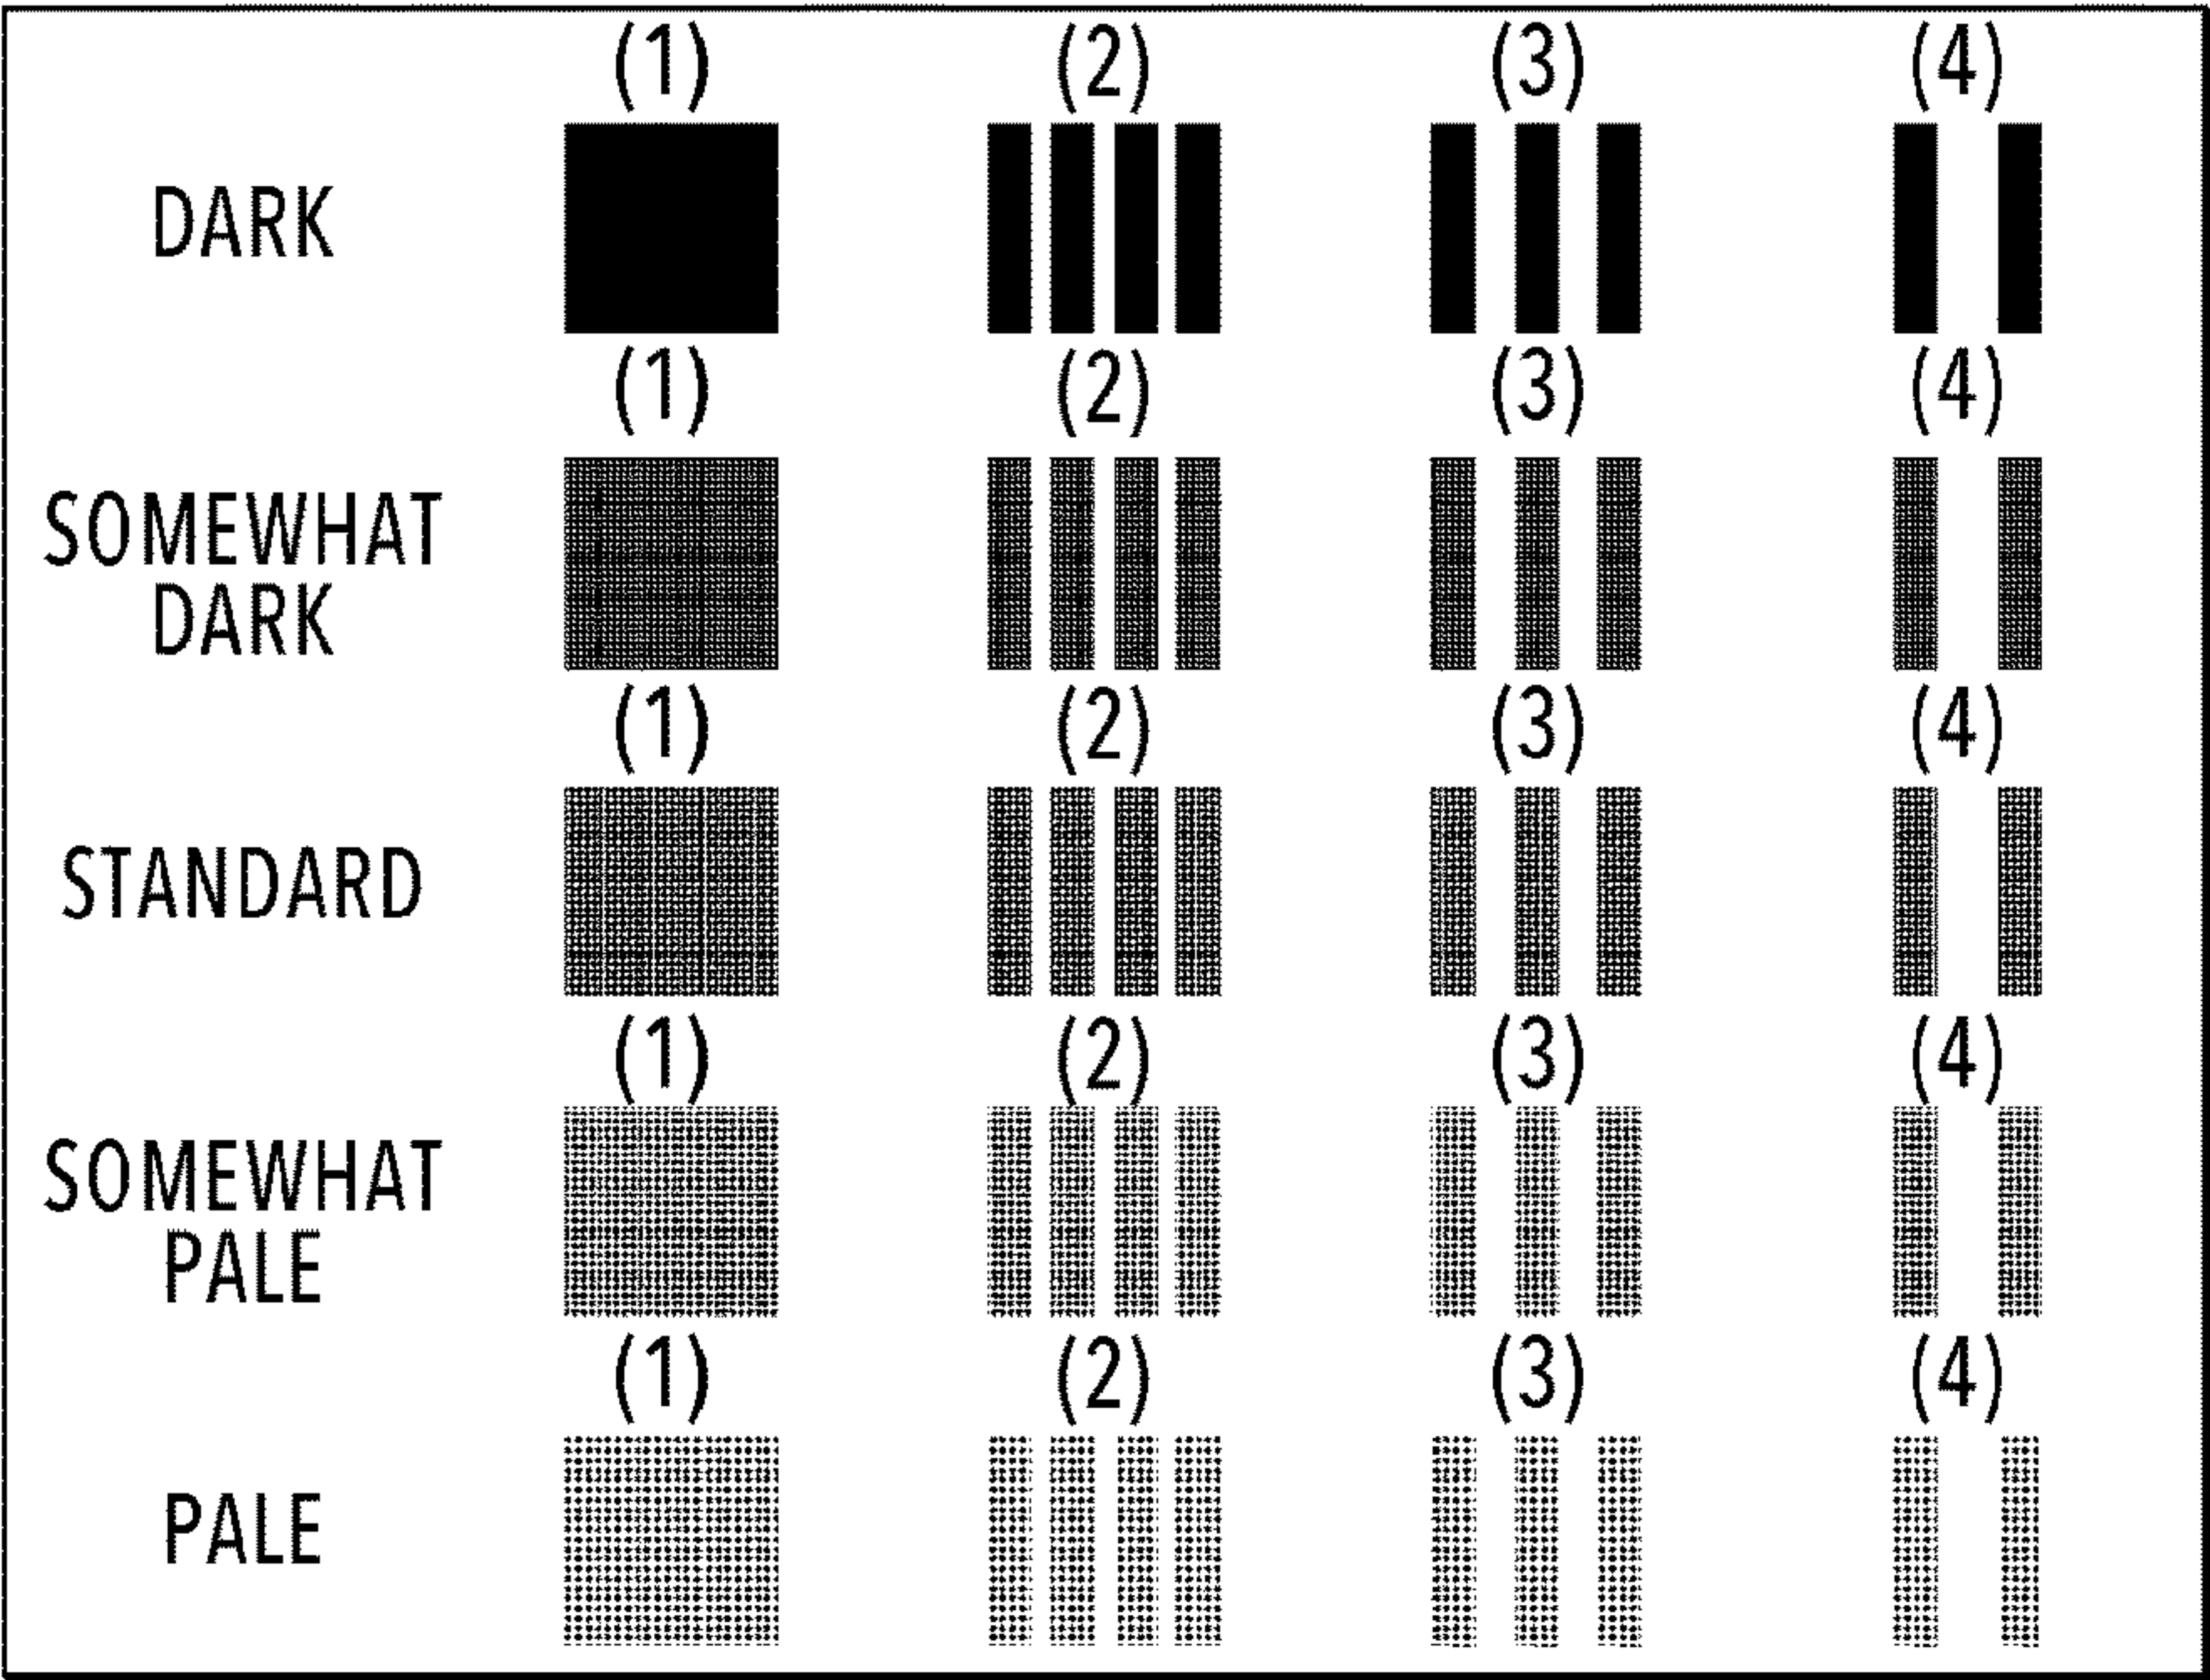 (1) (2) (3) (4)
DARK
(1) (2) (3) (4)
SOMEWHAT
DARK
(1) (2) (3) (4)
STANDARD
(1) (2) (3) (4)
SOMEWHAT
PALE
(1) (2) (3) (4)
PALE